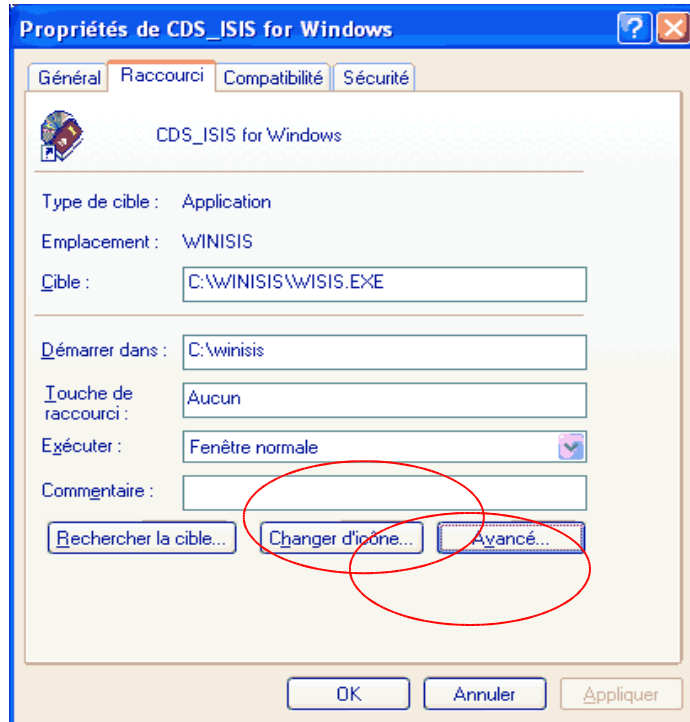 Propriétés de CDS_ISIS for Windows
Général Raccourci Compatibilité Sécurité
CDS_ISIS for Windows
Type de cible : Application
Emplacement : WINISIS
Cible : C:\WINISIS\WISIS.EXE
Démarrer dans : C:\winisis
Touche de
raccourci : Aucun
Exécuter : Fenêtre normale
Commentaire :
Rechercher la cible... Changer d'icône... Avancé...
OK Annuler Appliquer